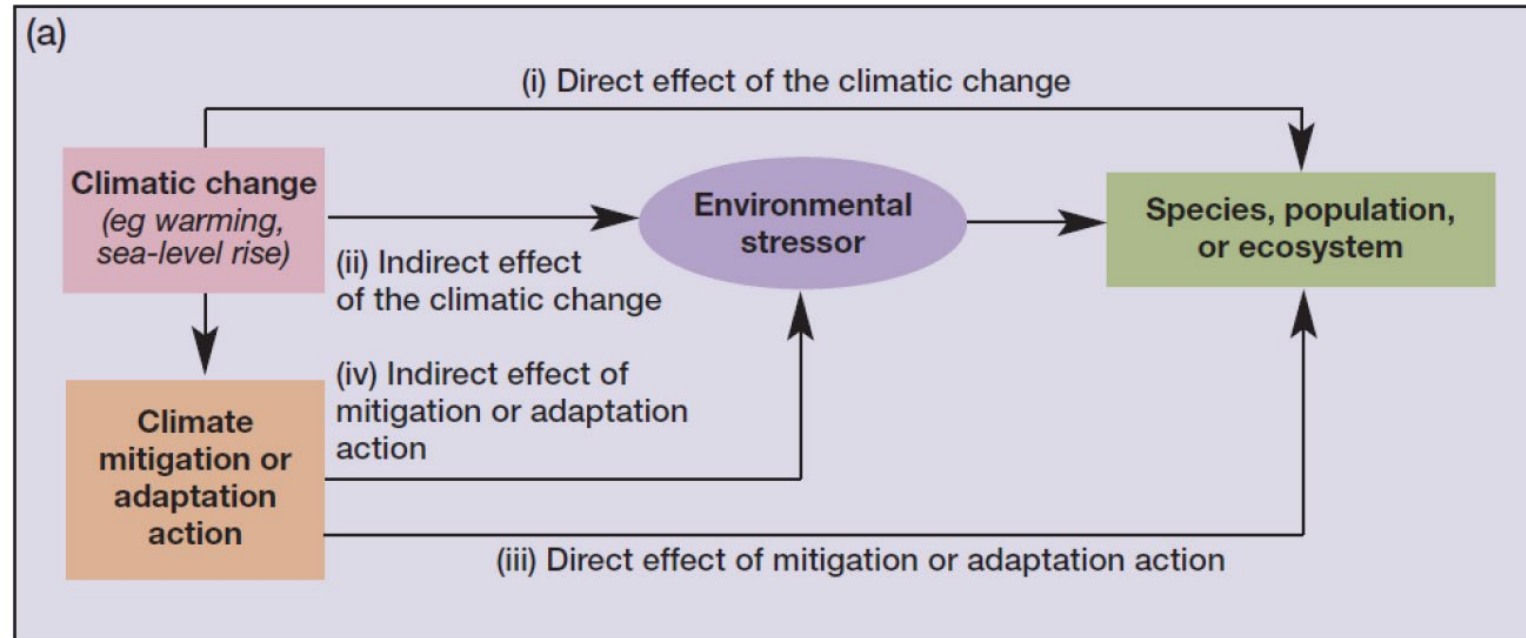 (a)
(i) Direct effect of the climatic change
Climatic change
(eg warming,
sea-level rise)
(ii) Indirect effect
of the climatic change
Environmental
stressor
Species, population,
or ecosystem
(iv) Indirect effect of
mitigation or adaptation
action
Climate
mitigation or
adaptation
action
(iii) Direct effect of mitigation or adaptation action